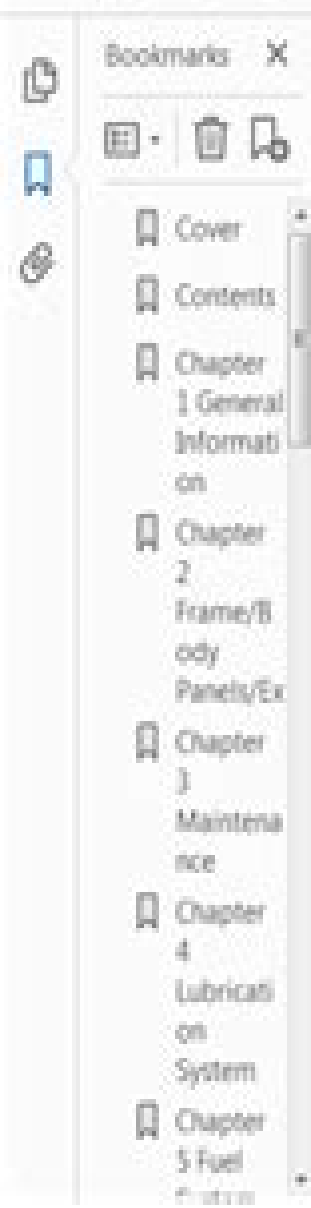 Bookmarks
Cover
Contents
Chapter
1 General
Informati
on
Chapter
2
Frame/B
ody
Panels/Ex
Chapter
3
Maintena
nce
Chapter
4
Lubricati
on
System
Chapter
5 Fuel